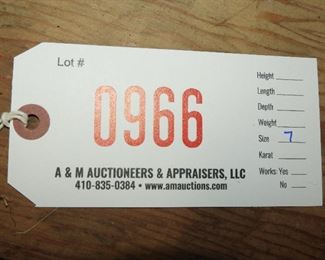 Lot #
0966
A & M AUCTIONEERS & APPRAISERS, LLC
410-835-0384 • www.amauctions.com
Height
Length
Depth
Weight
Size 7
Karat
Works: Yes
No